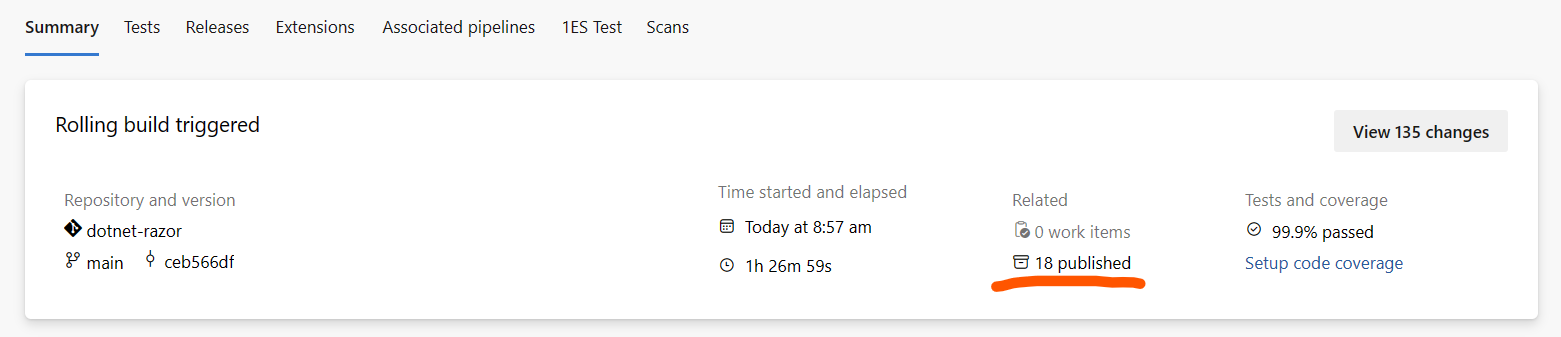 Summary Tests Releases Extensions Associated pipelines 1ES Test Scans
Rolling build triggered
View 135 changes
Repository and version
dotnet-razor
main ceb566df
Time started and elapsed
Today at 8:57 am
1h 26m 59s
Related
0 work items
18 published
Tests and coverage
99.9% passed
Setup code coverage